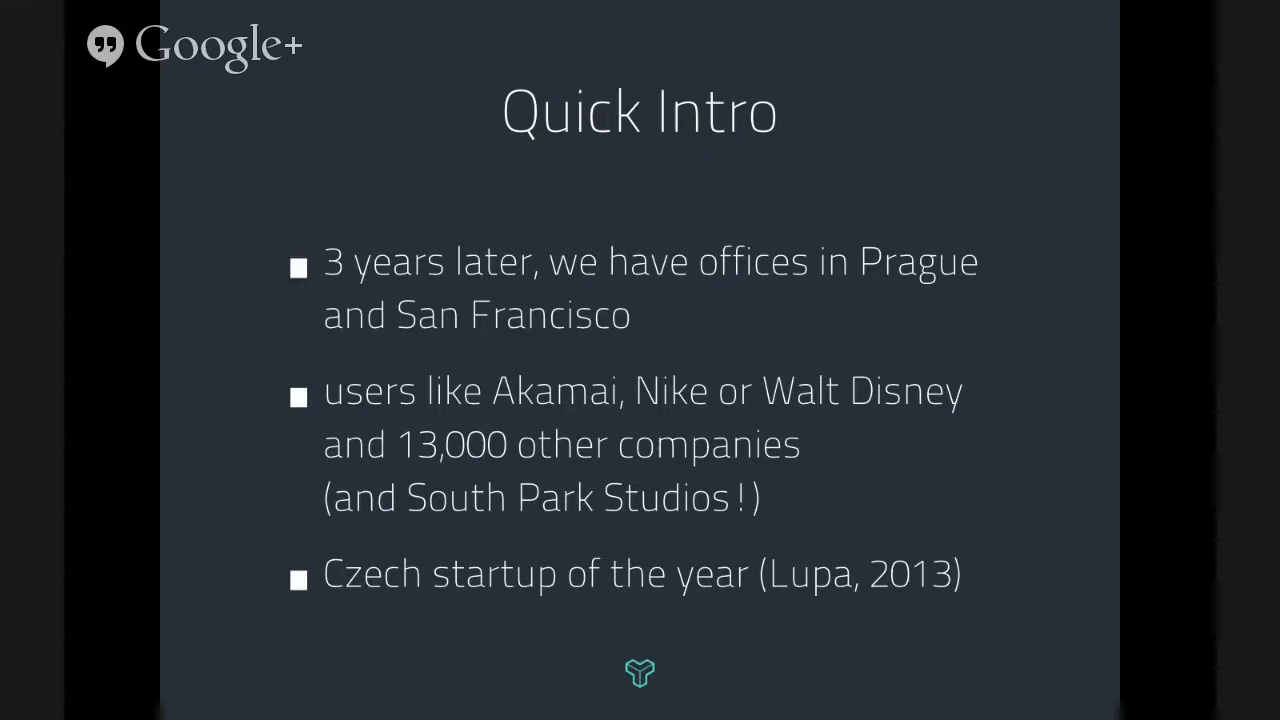 Google+
Quick Intro
3 years later, we have offices in Prague
and San Francisco
users like Akamai, Nike or Walt Disney
and 13,000 other companies
(and South Park Studios!)
Czech startup of the year (Lupa, 2013)